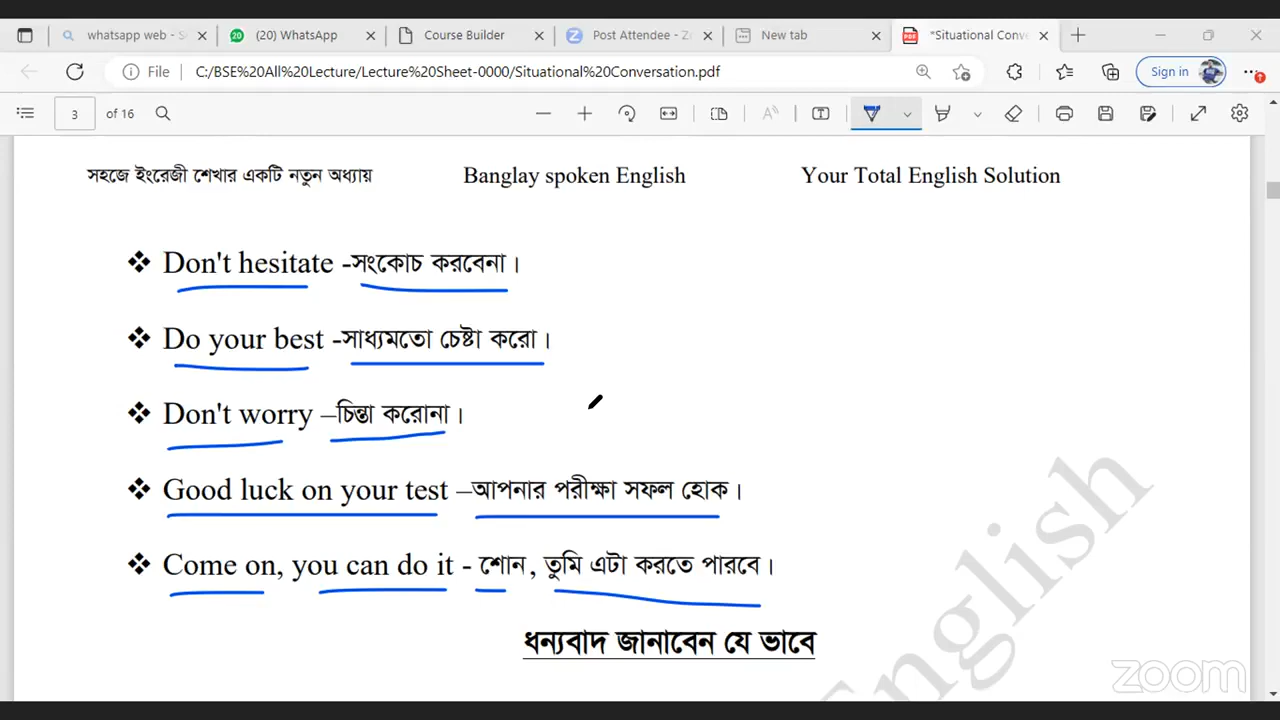 whatsapp web - S
(20) WhatsApp
Course Builder
Post Attendee - Z
New tab
*Situational Conv
File
C:/BSE%20All%20Lecture/Lecture%20Sheet-0000/Situational%20Conversation.pdf
Sign in
3 of 16
সহজে ইংরেজী শেখার একটি নতুন অধ্যায় Banglay spoken English Your Total English Solution
❖ Don't hesitate -সংকোচ করবেনা।
❖ Do your best -সাধ্যমতো চেষ্টা করো।
❖ Don't worry –চিন্তা করোনা।
❖ Good luck on your test –আপনার পরীক্ষা সফল হোক।
❖ Come on, you can do it - শোন, তুমি এটা করতে পারবে।
ধন্যবাদ জানাবেন যে ভাবে
English
zoom